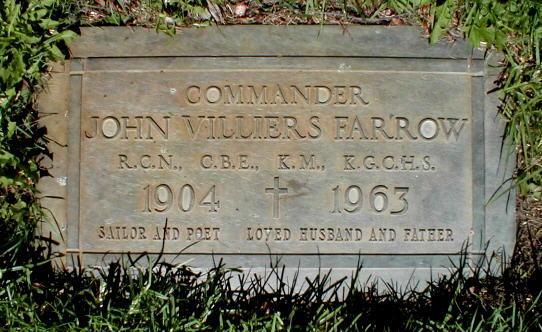 COMMANDER
JOHN VILLIERS FARROW
R.C.N., C.B.E., K.M., K.G.C.H.S.
1904 † 1963
SAILOR AND POET LOVED HUSBAND AND FATHER